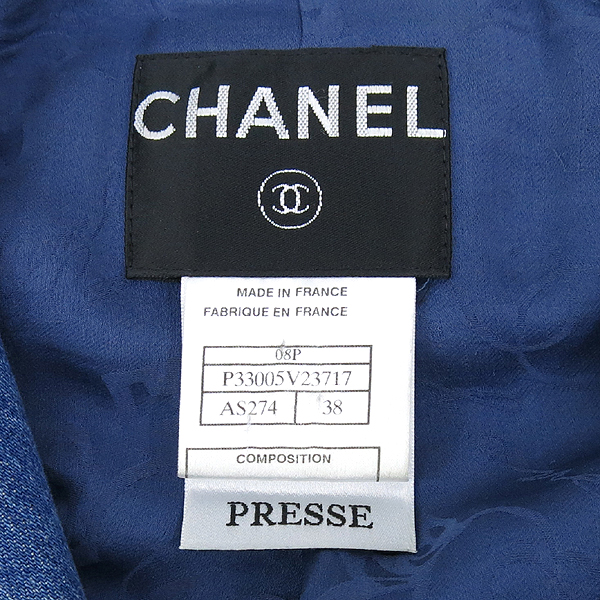 CHANEL
MADE IN FRANCE
FABRIQUE EN FRANCE
08P
P33005V23717
AS274 38
COMPOSITION
PRESSE